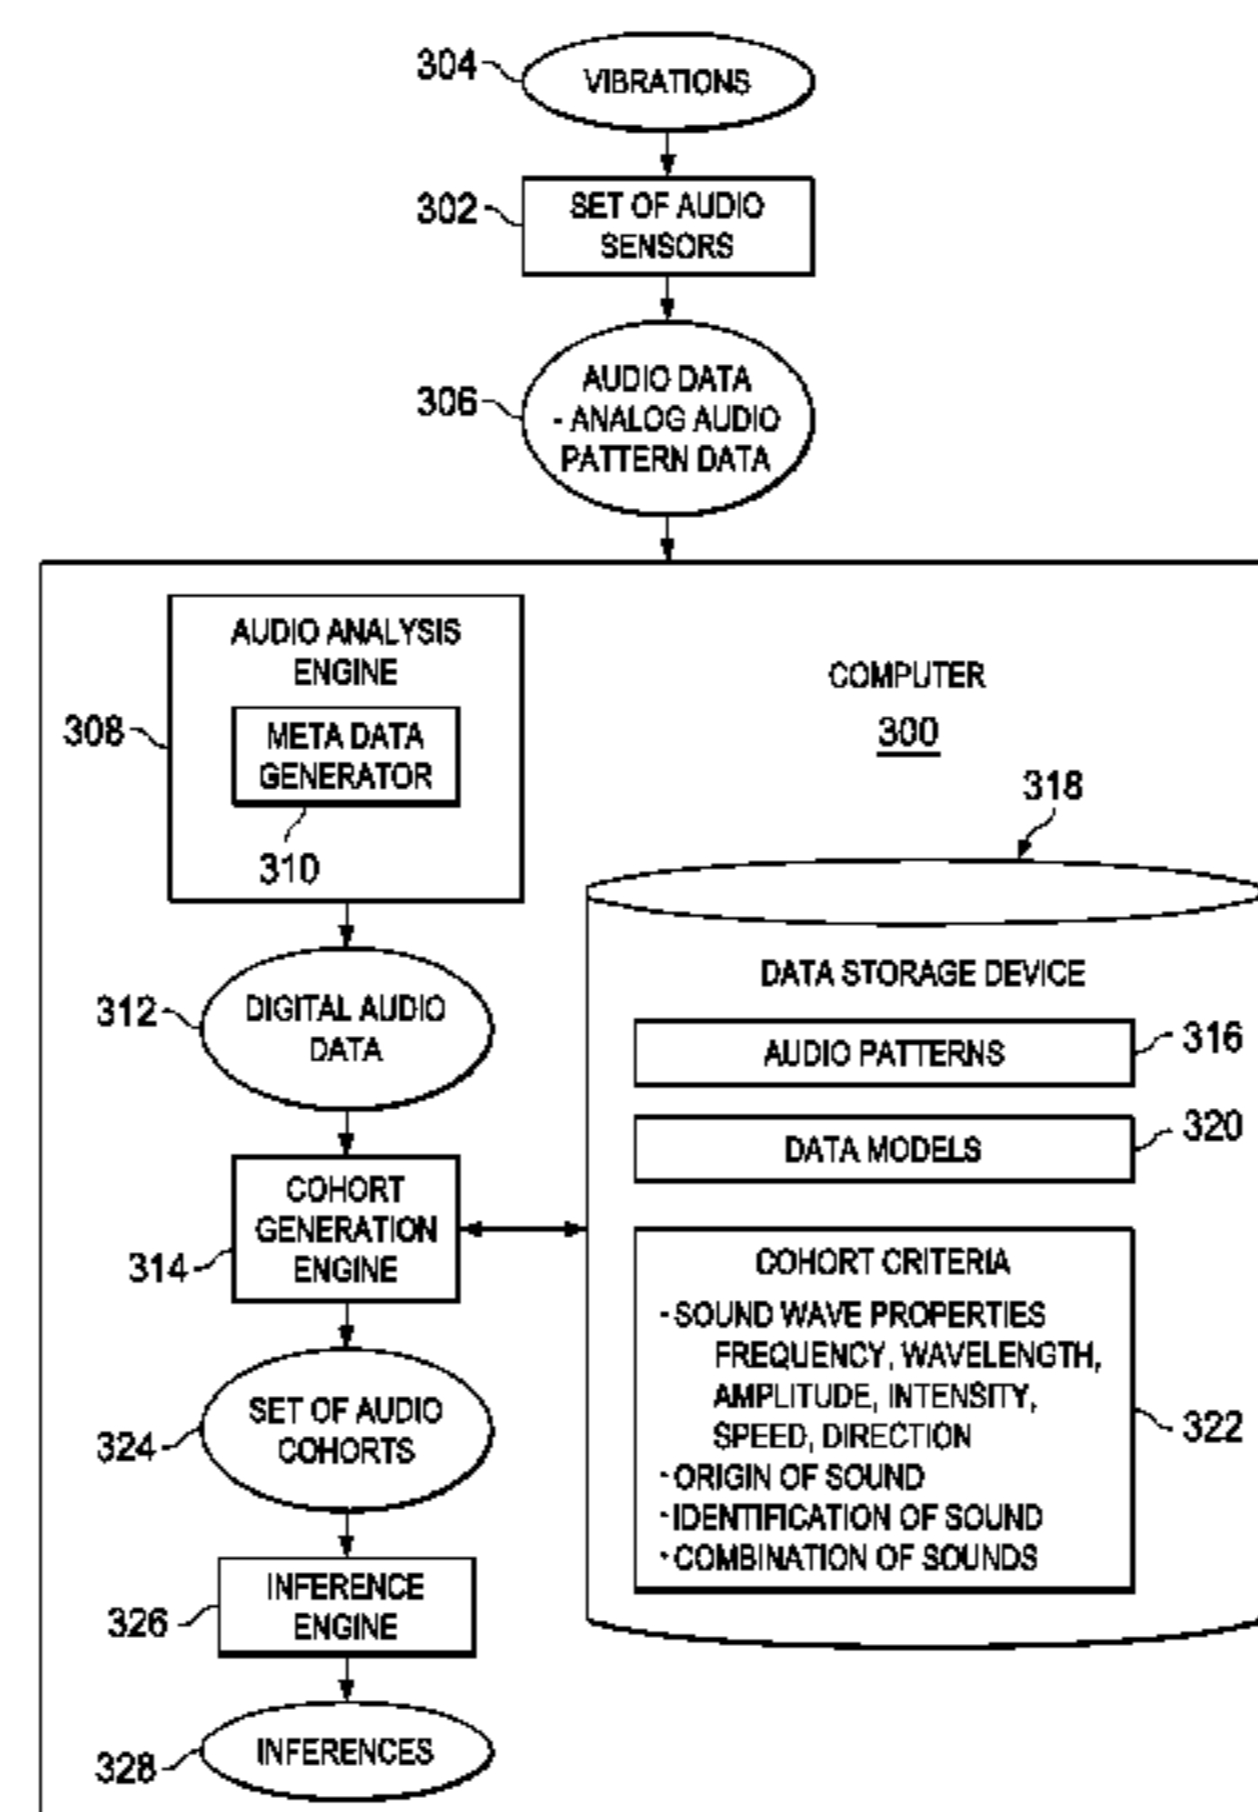 304
VIBRATIONS
302
SET OF AUDIO
SENSORS
306
AUDIO DATA
- ANALOG AUDIO
PATTERN DATA
AUDIO ANALYSIS
ENGINE
308
META DATA
GENERATOR
310
COMPUTER
300
318
312
DIGITAL AUDIO
DATA
DATA STORAGE DEVICE
AUDIO PATTERNS
316
DATA MODELS
320
314
COHORT
GENERATION
ENGINE
COHORT CRITERIA
- SOUND WAVE PROPERTIES
FREQUENCY, WAVELENGTH,
AMPLITUDE, INTENSITY,
SPEED, DIRECTION
- ORIGIN OF SOUND
- IDENTIFICATION OF SOUND
- COMBINATION OF SOUNDS
322
324
SET OF AUDIO
COHORTS
326
INFERENCE
ENGINE
328
INFERENCES